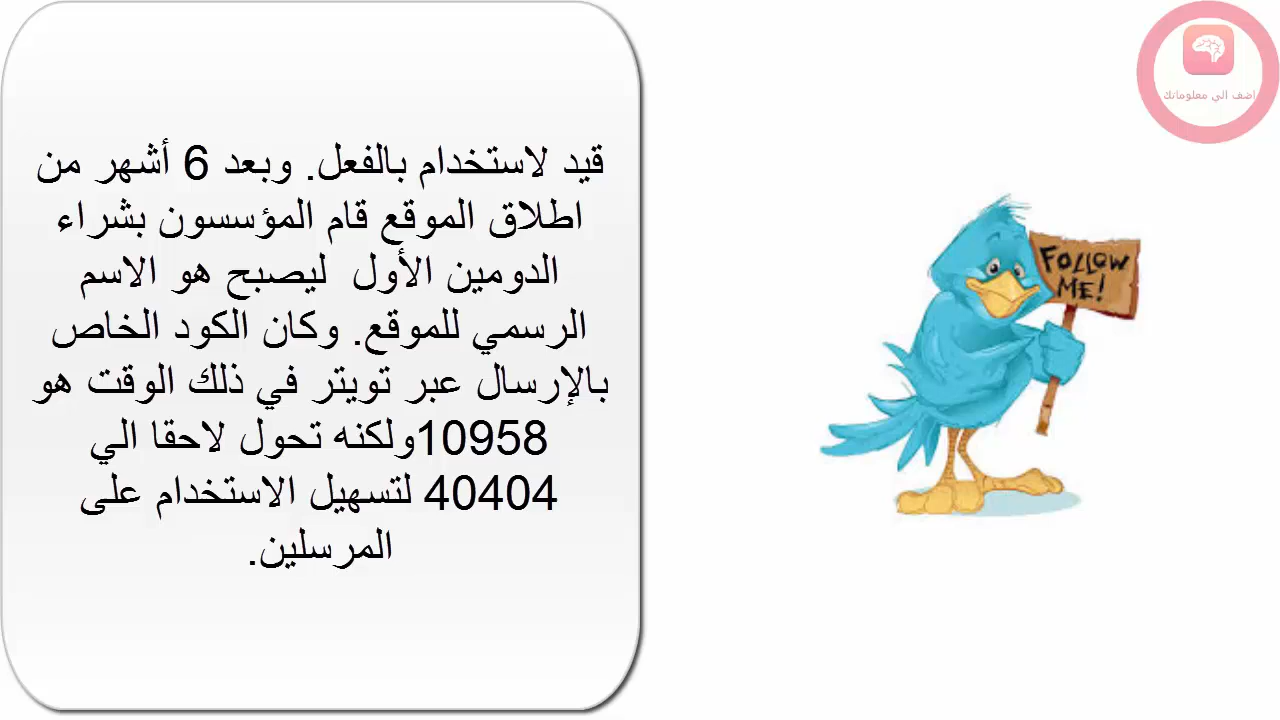 قيد لاستخدام بالفعل. وبعد 6 أشهر من
اطلاق الموقع قام المؤسسون بشراء
الدومين الأول ليصبح هو الاسم
الرسمي للموقع. وكان الكود الخاص
بالإرسال عبر تويتر في ذلك الوقت هو
10958ولكنه تحول لاحقا الي
40404 لتسهيل الاستخدام على
المرسلين.
اضف الي معلوماتك
FOLLOW
ME!